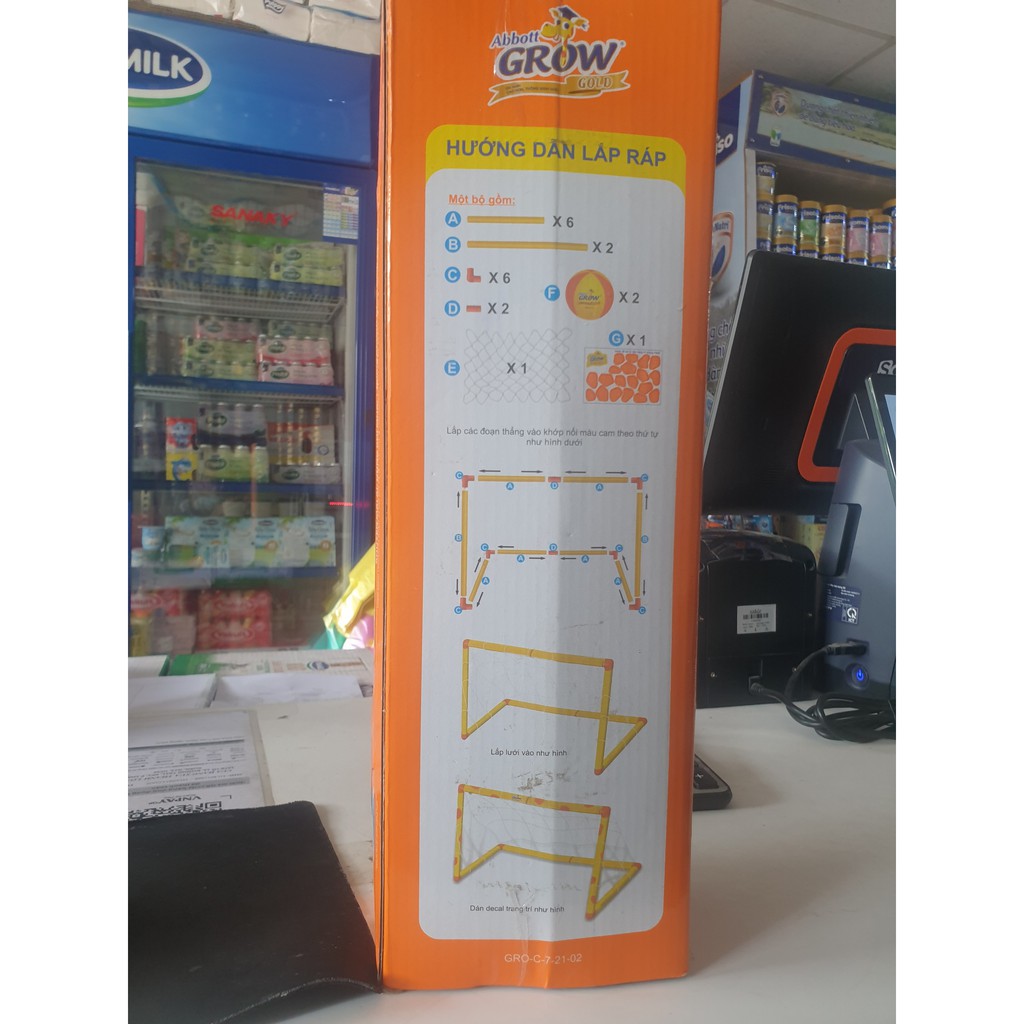 Abbott
GROW
GOLD
HƯỚNG DẪN LẮP RÁP
Một bộ gồm:
A X 6
B X 2
C X 6
D X 2
F X 2
G X 1
E X 1
Lắp các đoạn thẳng vào khớp nối màu cam theo thứ tự
như hình dưới
C A D A C
B C D C B
A A A A
C C
Lắp lưới vào như hình
Dán decal trang trí như hình
GRO-C-7-21-02
MILK
SANAKY
VNPAY